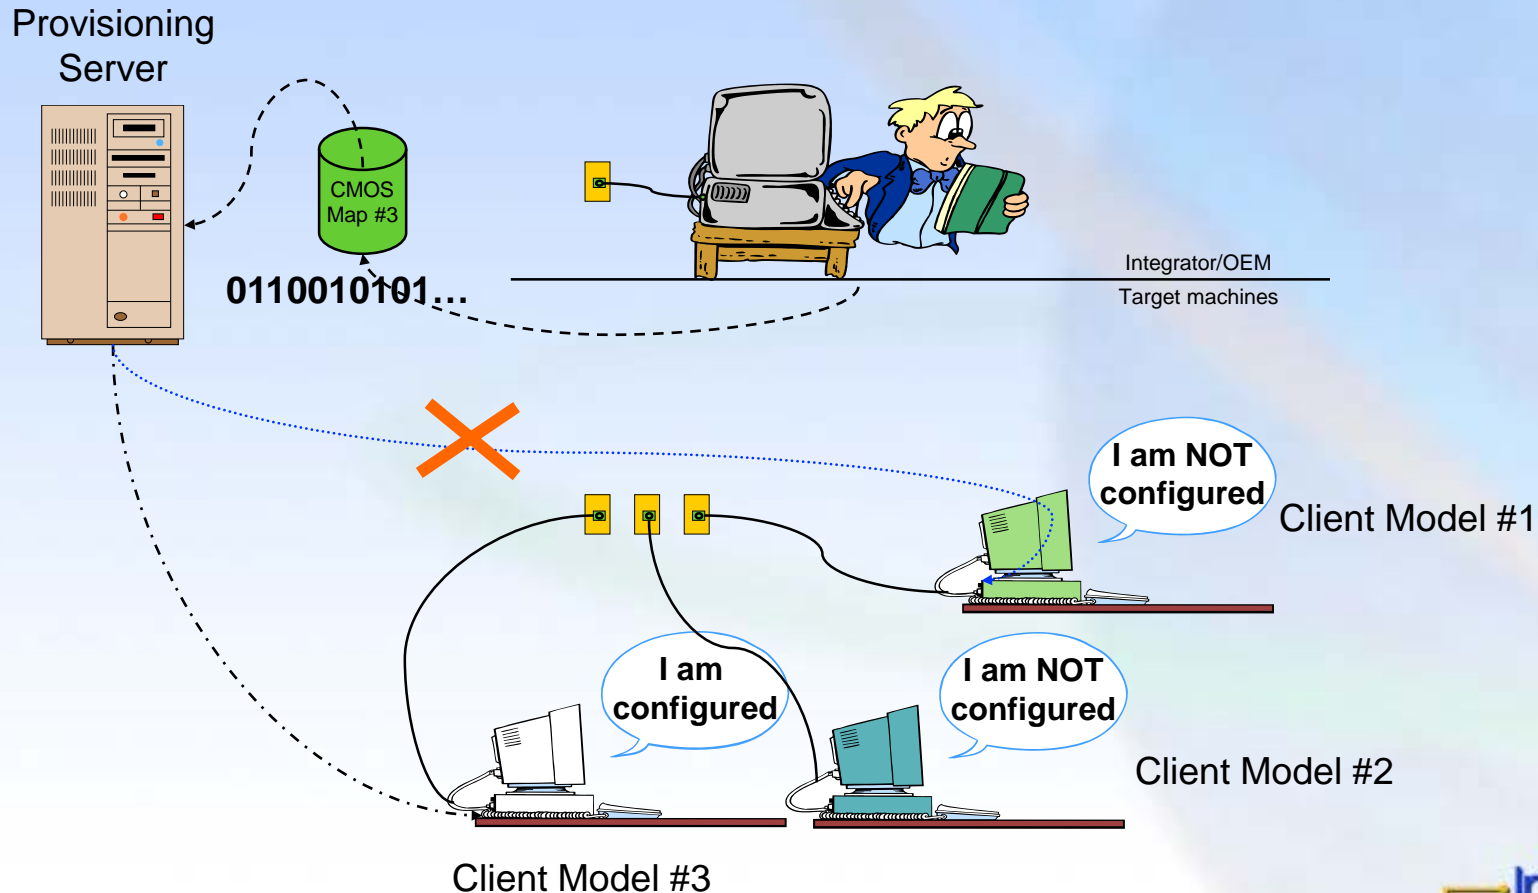 Provisioning
Server
CMOS
Map #3
0110010101...
Integrator/OEM
Target machines
I am NOT
configured
Client Model #1
I am
configured
I am NOT
configured
Client Model #2
Client Model #3